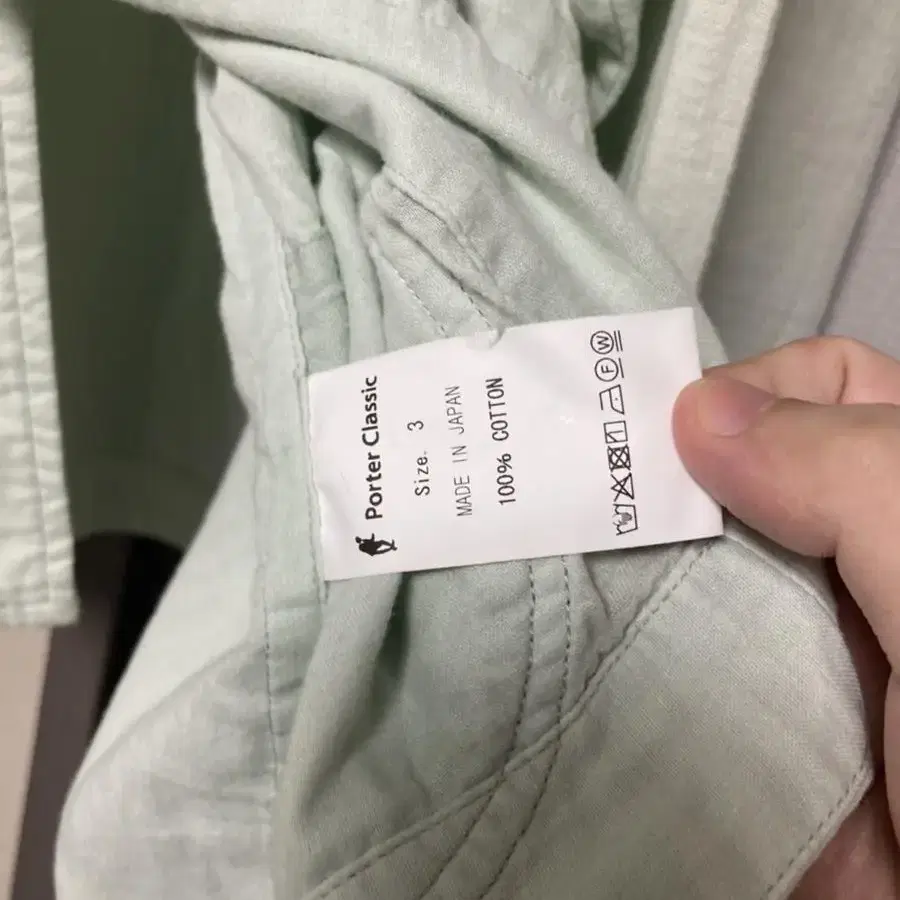 Porter Classic
Size. 3
MADE IN JAPAN
100% COTTON
F W